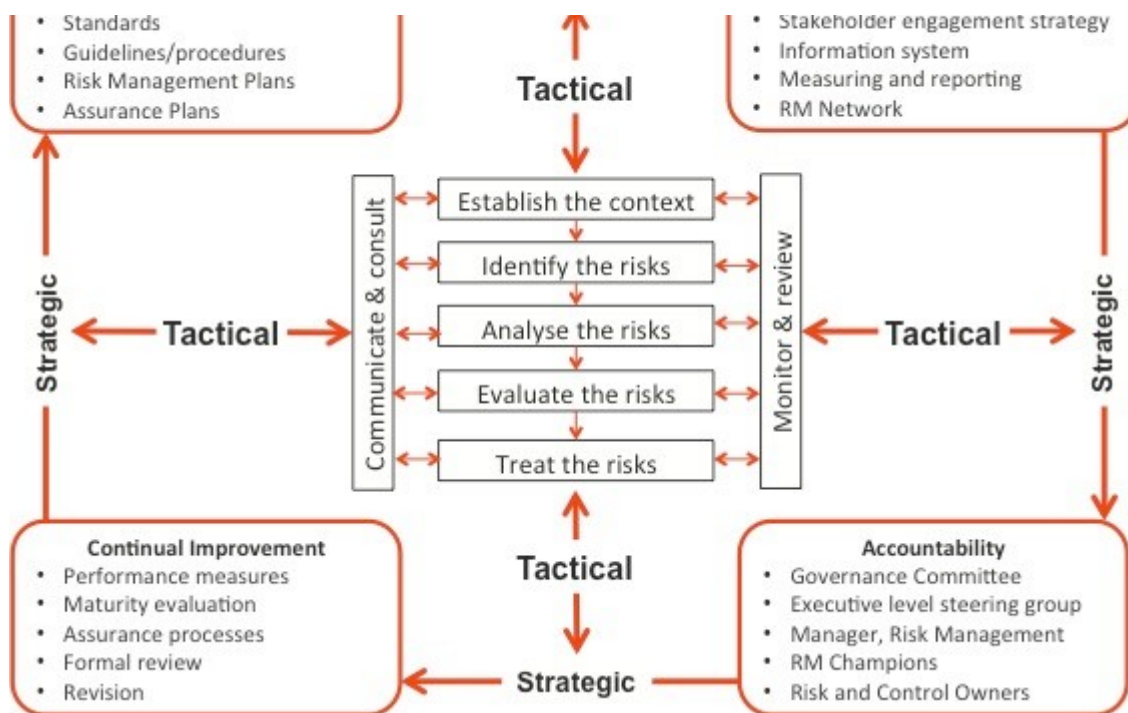 • Standards
• Guidelines/procedures
• Risk Management Plans
• Assurance Plans
Tactical
• Stakeholder engagement strategy
• Information system
• Measuring and reporting
• RM Network
Strategic
Tactical
Communicate & consult
Establish the context
Identify the risks
Analyse the risks
Evaluate the risks
Treat the risks
Monitor & review
Tactical
Strategic
Continual Improvement
• Performance measures
• Maturity evaluation
• Assurance processes
• Formal review
• Revision
Tactical
Strategic
Accountability
• Governance Committee
• Executive level steering group
• Manager, Risk Management
• RM Champions
• Risk and Control Owners